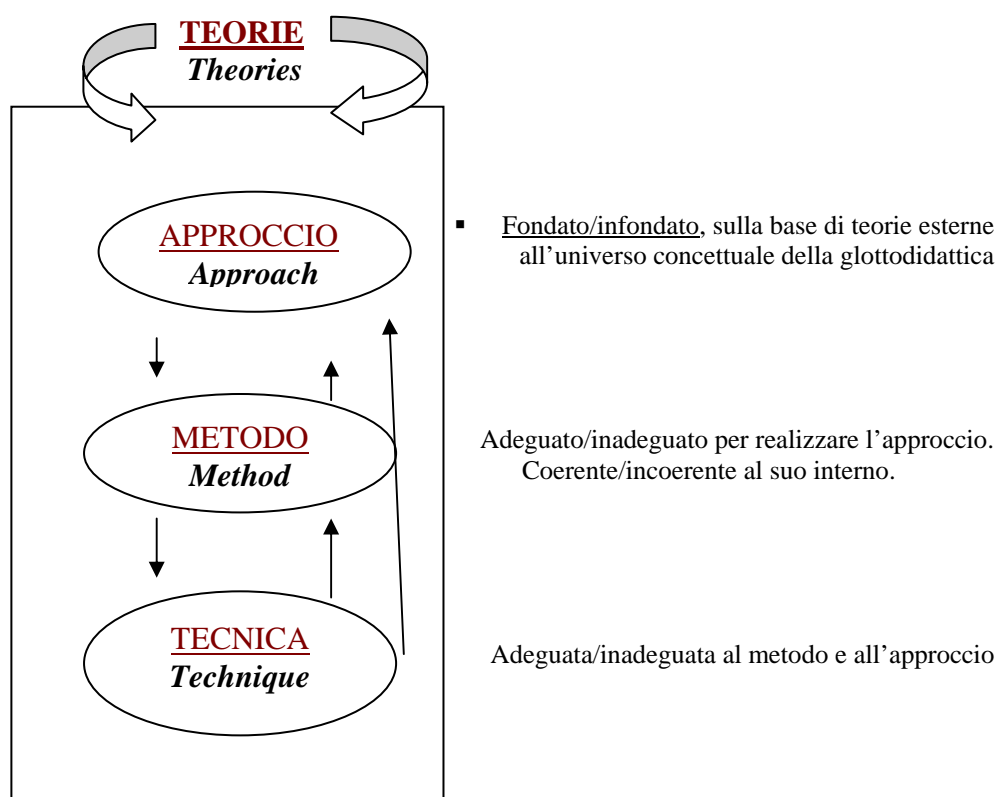 TEORIE
Theories
APPROCCIO
Approach
▪ Fondato/infondato, sulla base di teorie esterne
all’universo concettuale della glottodidattica
METODO
Method
Adeguato/inadeguato per realizzare l’approccio.
Coerente/incoerente al suo interno.
TECNICA
Technique
Adeguata/inadeguata al metodo e all’approccio